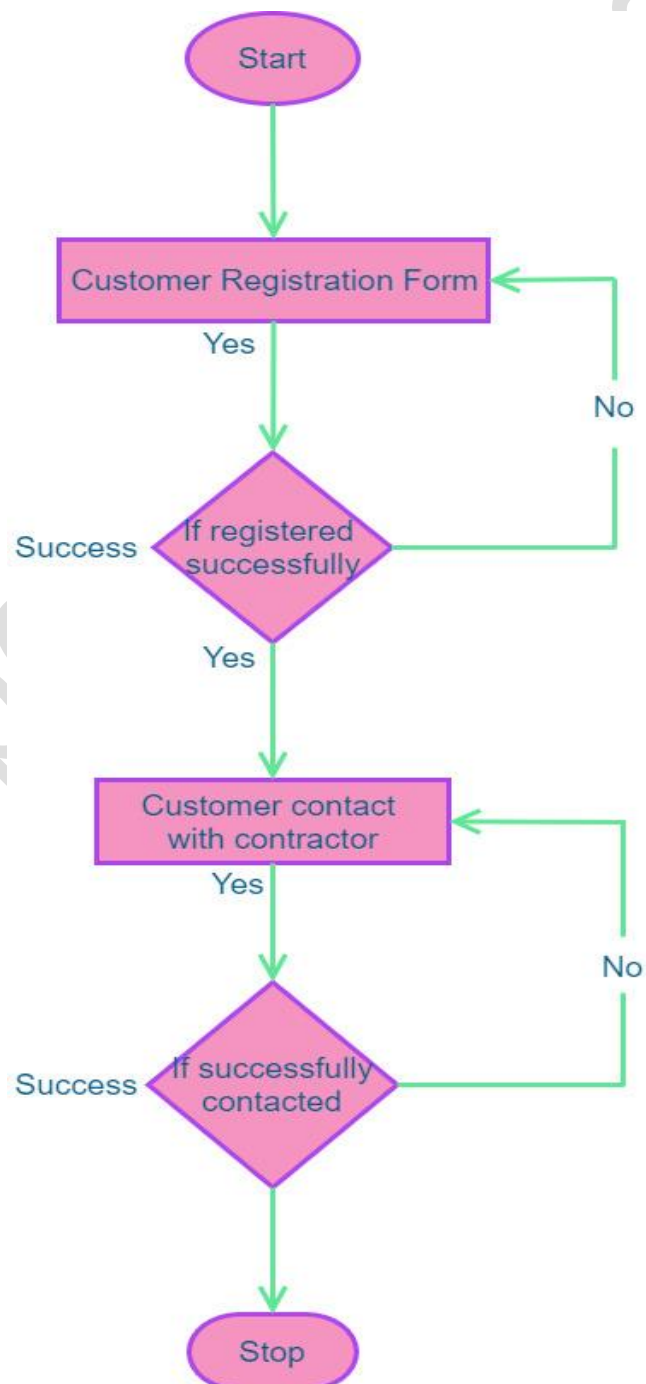 Start
Customer Registration Form
Yes
No
If registered
successfully
Success
Yes
Customer contact
with contractor
Yes
No
If successfully
contacted
Success
Stop